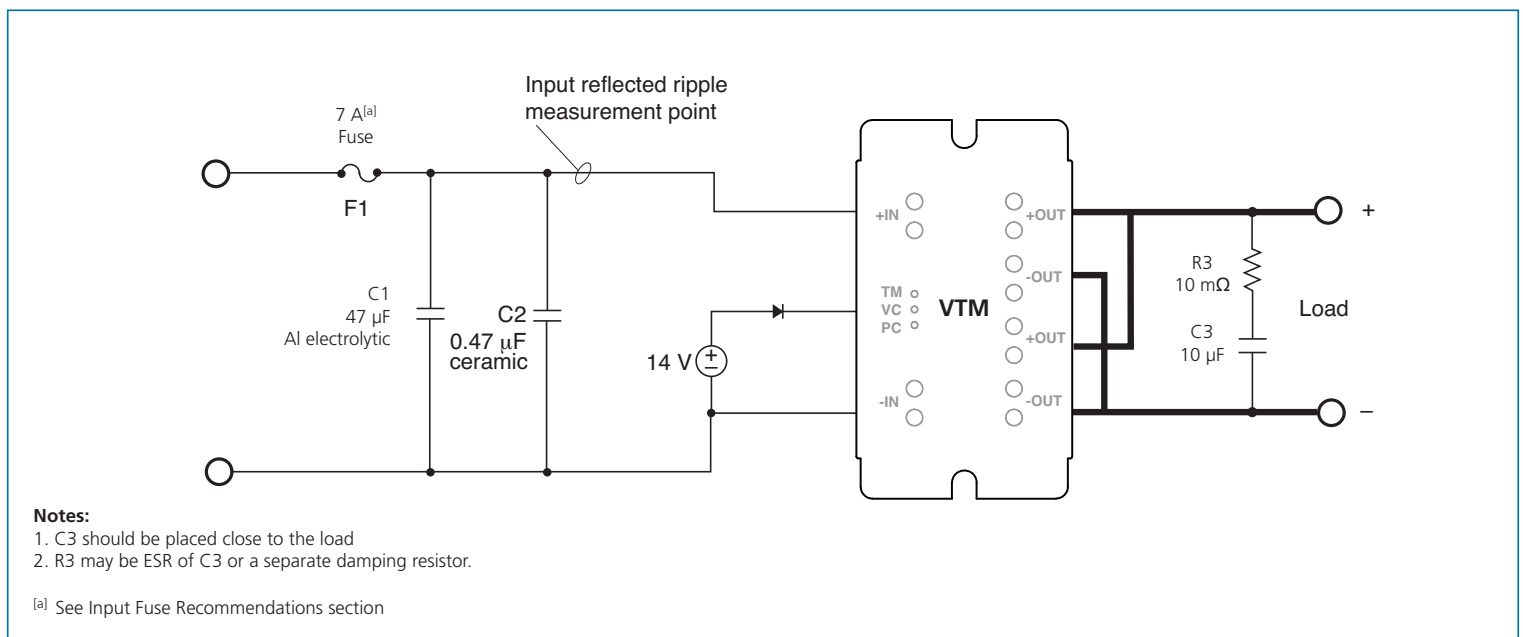 Input reflected ripple
measurement point
7 A[a]
Fuse
F1
C1
47 µF
Al electrolytic
C2
0.47 µF
ceramic
14 V
+
–
+IN
TM
VC
PC
-IN
VTM
+OUT
-OUT
+OUT
-OUT
R3
10 mΩ
C3
10 µF
Load
+
–
Notes:
1. C3 should be placed close to the load
2. R3 may be ESR of C3 or a separate damping resistor.
[a] See Input Fuse Recommendations section